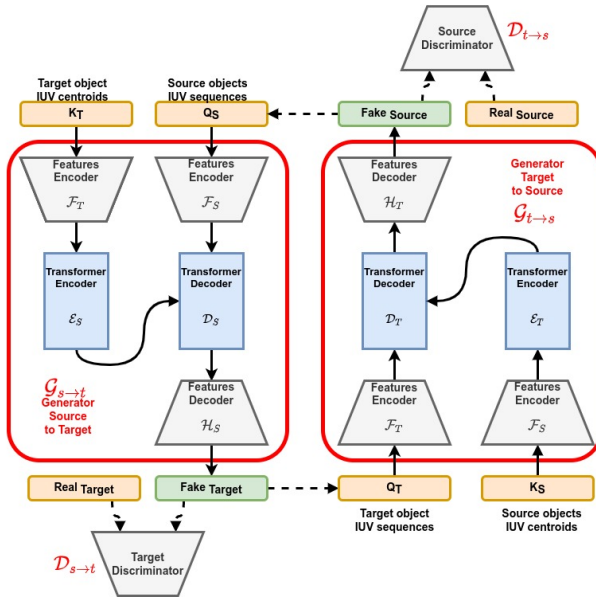 Source
Discriminator
𝒟t→s
Target object
IUV centroids
KT
Source objects
IUV sequences
QS
Fake Source
Real Source
Features
Encoder
ℱT
Features
Encoder
ℱS
Transformer
Encoder
ℰS
Transformer
Decoder
𝒟S
Features
Decoder
ℋS
𝒢s→t
Generator
Source
to Target
Features
Decoder
ℋT
Generator
Target
to Source
𝒢t→s
Transformer
Decoder
𝒟T
Transformer
Encoder
ℰT
Features
Encoder
ℱT
Features
Encoder
ℱS
Real Target
Fake Target
QT
Target object
IUV sequences
KS
Source objects
IUV centroids
𝒟s→t
Target
Discriminator